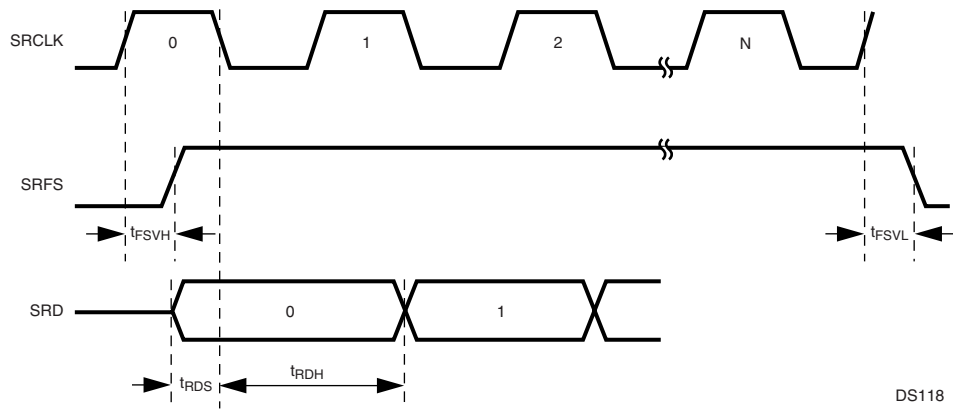 SRCLK
0
1
2
N
SRFS
tFSVH
tFSVL
SRD
0
1
tRDS
tRDH
DS118